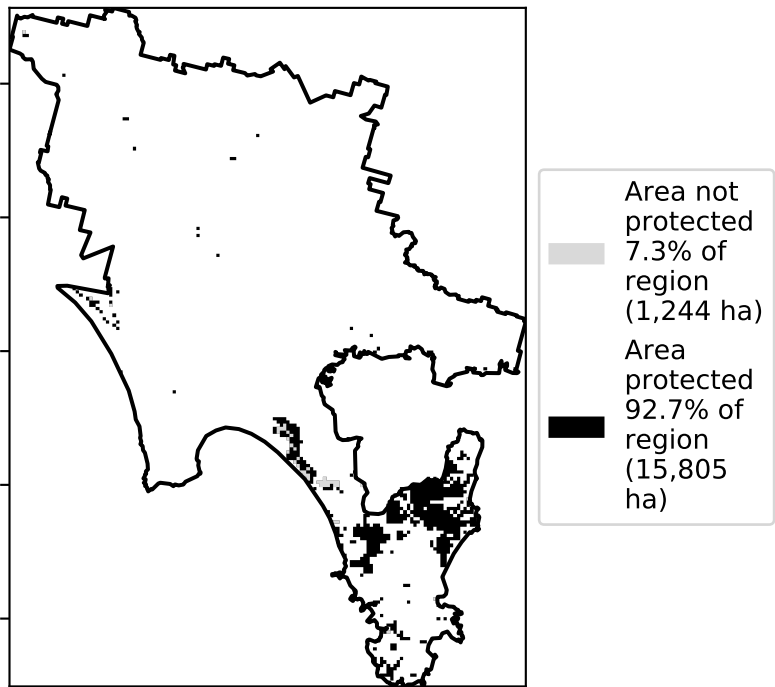 Area not
protected
7.3% of
region
(1,244 ha)
Area
protected
92.7% of
region
(15,805
ha)